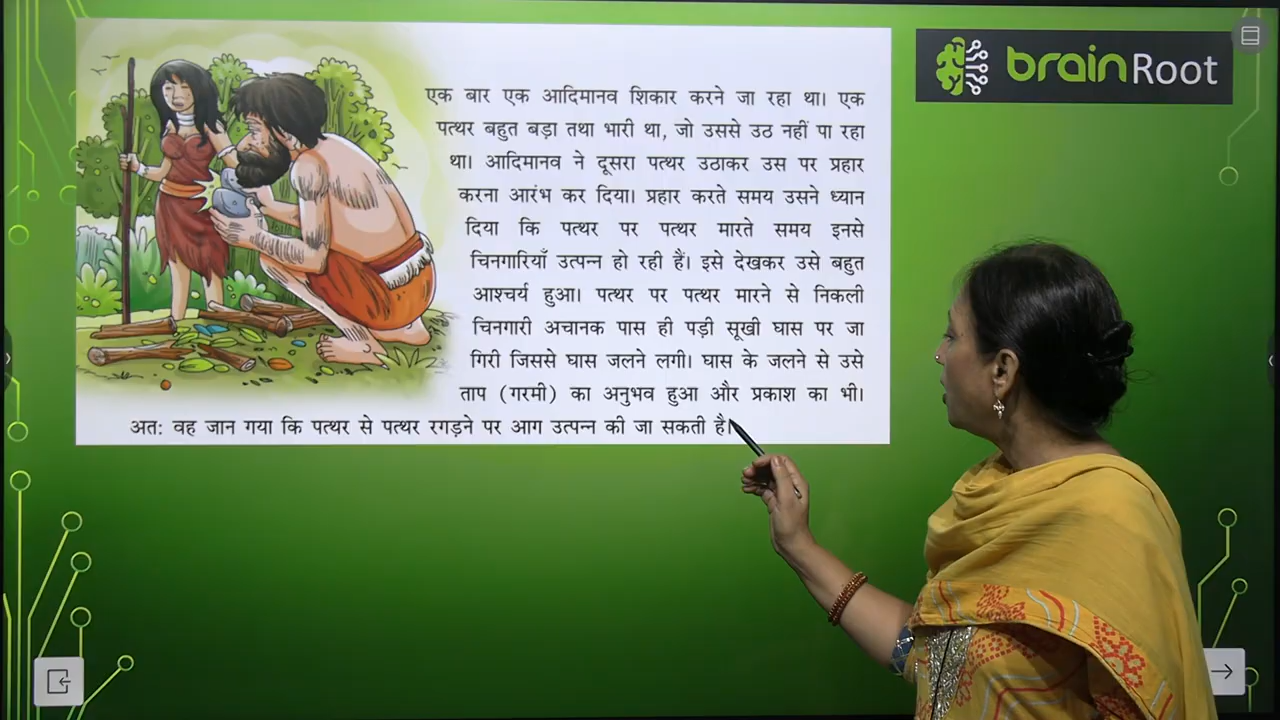 brainRoot
एक बार एक आदिमानव शिकार करने जा रहा था। एक
पत्थर बहुत बड़ा तथा भारी था, जो उससे उठ नहीं पा रहा
था। आदिमानव ने दूसरा पत्थर उठाकर उस पर प्रहार
करना आरंभ कर दिया। प्रहार करते समय उसने ध्यान
दिया कि पत्थर पर पत्थर मारते समय इनसे
चिनगारियाँ उत्पन्न हो रही हैं। इसे देखकर उसे बहुत
आश्चर्य हुआ। पत्थर पर पत्थर मारने से निकली
चिनगारी अचानक पास ही पड़ी सूखी घास पर जा
गिरी जिससे घास जलने लगी। घास के जलने से उसे
ताप (गरमी) का अनुभव हुआ और प्रकाश का भी।
अतः वह जान गया कि पत्थर से पत्थर रगड़ने पर आग उत्पन्न की जा सकती है।